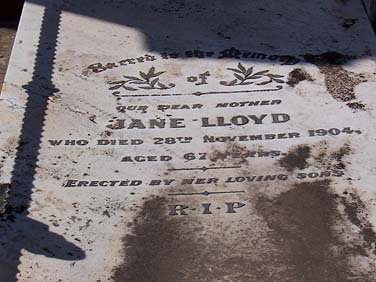 Sacred to the Memory
of
OUR DEAR MOTHER
JANE LLOYD
WHO DIED 28TH NOVEMBER 1904.
AGED 67 YEARS
ERECTED BY HER LOVING SONS.
R.I.P